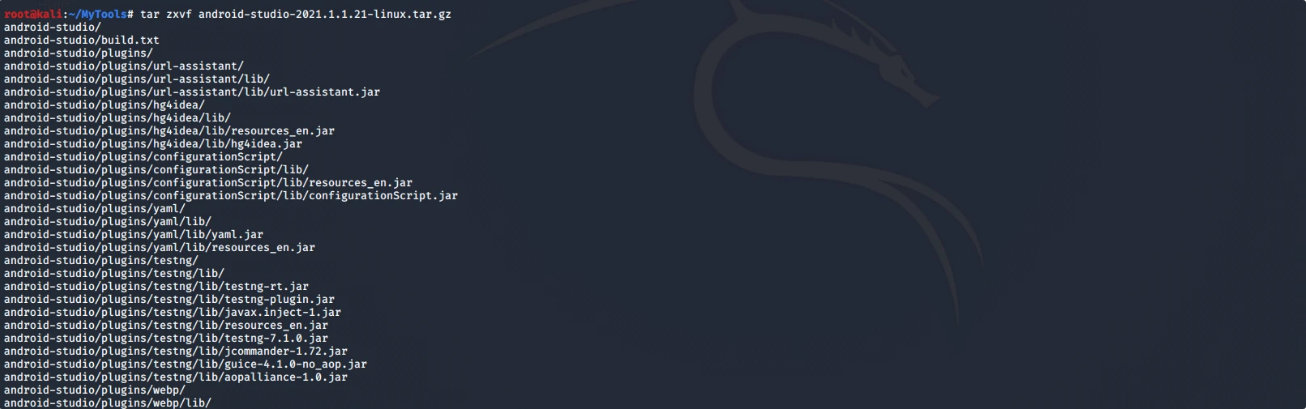 root@kali:~/MyTools# tar zxvf android-studio-2021.1.1.21-linux.tar.gz
android-studio/
android-studio/build.txt
android-studio/plugins/
android-studio/plugins/url-assistant/
android-studio/plugins/url-assistant/lib/
android-studio/plugins/url-assistant/lib/url-assistant.jar
android-studio/plugins/hg4idea/
android-studio/plugins/hg4idea/lib/
android-studio/plugins/hg4idea/lib/resources_en.jar
android-studio/plugins/hg4idea/lib/hg4idea.jar
android-studio/plugins/configurationScript/
android-studio/plugins/configurationScript/lib/
android-studio/plugins/configurationScript/lib/resources_en.jar
android-studio/plugins/configurationScript/lib/configurationScript.jar
android-studio/plugins/yaml/
android-studio/plugins/yaml/lib/
android-studio/plugins/yaml/lib/yaml.jar
android-studio/plugins/yaml/lib/resources_en.jar
android-studio/plugins/testng/
android-studio/plugins/testng/lib/
android-studio/plugins/testng/lib/testng-rt.jar
android-studio/plugins/testng/lib/testng-plugin.jar
android-studio/plugins/testng/lib/javax.inject-1.jar
android-studio/plugins/testng/lib/resources_en.jar
android-studio/plugins/testng/lib/testng-7.1.0.jar
android-studio/plugins/testng/lib/jcommander-1.72.jar
android-studio/plugins/testng/lib/guice-4.1.0-no_aop.jar
android-studio/plugins/testng/lib/aopalliance-1.0.jar
android-studio/plugins/webp/
android-studio/plugins/webp/lib/